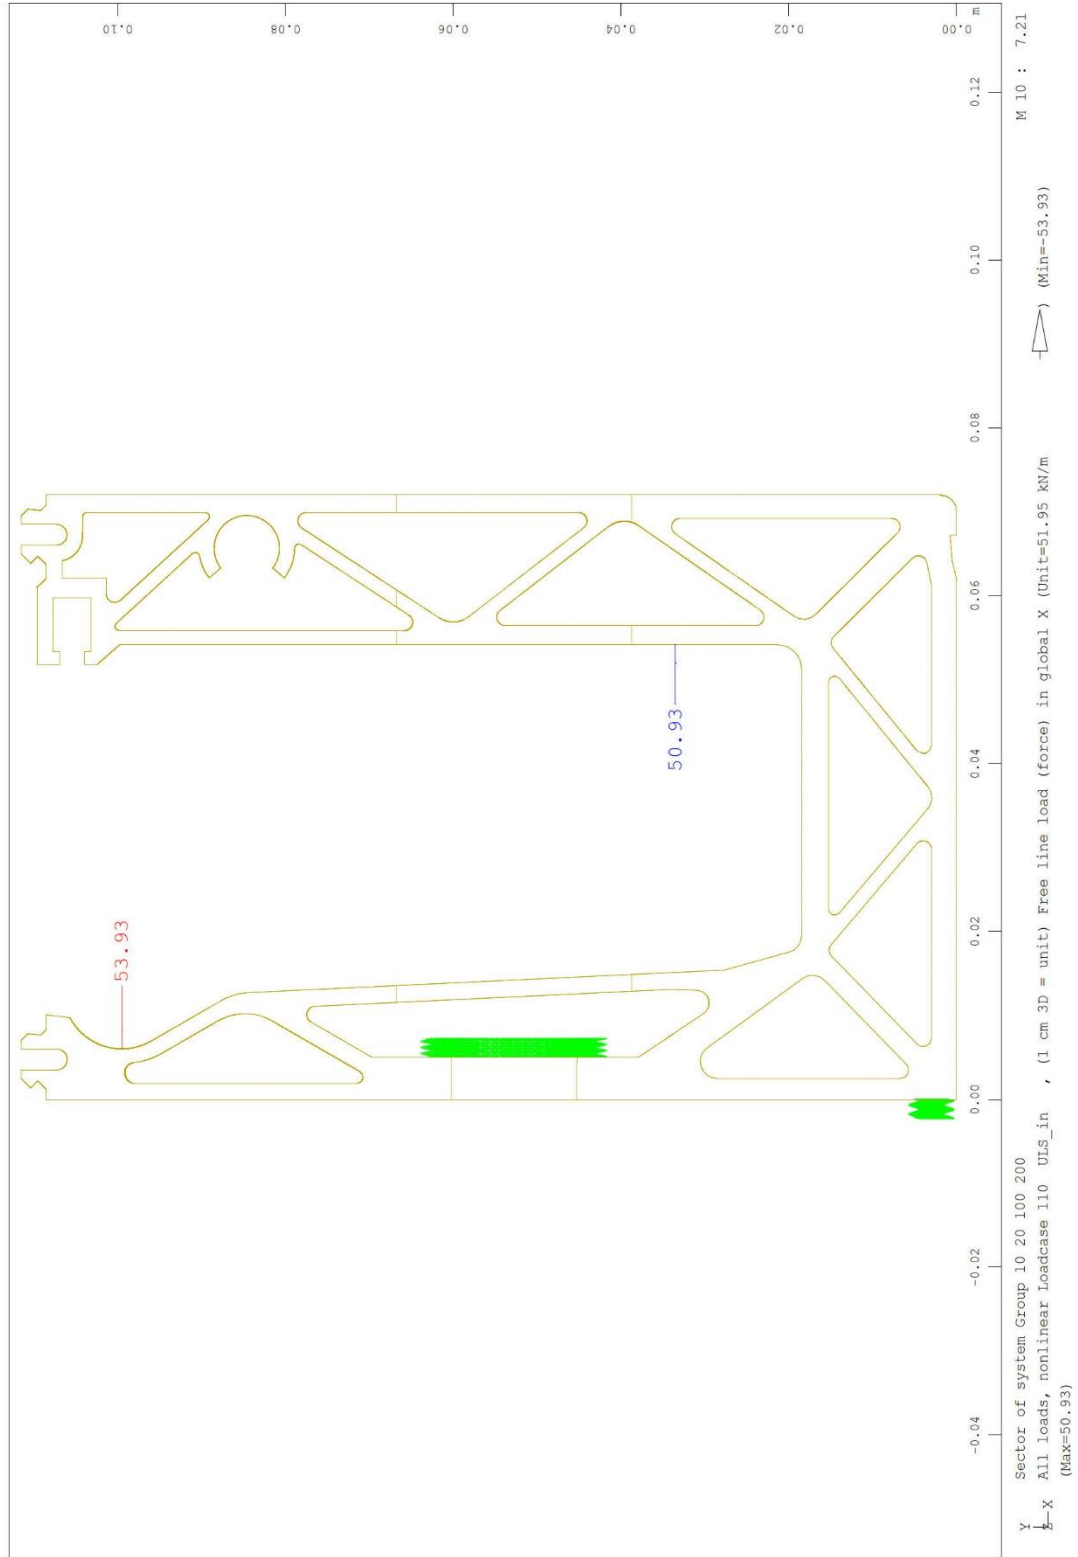 53.93
50.93
0.10
0.08
0.06
0.04
0.02
0.00
m
-0.04
-0.02
0.00
0.02
0.04
0.06
0.08
0.10
0.12
Y
Z X
Sector of system Group 10 20 100 200
M 10 : 7.21
All loads, nonlinear Loadcase 110 ULS_in , (1 cm 3D = unit) Free line load (force) in global X (Unit=51.95 kN/m ) (Min=-53.93)
(Max=50.93)